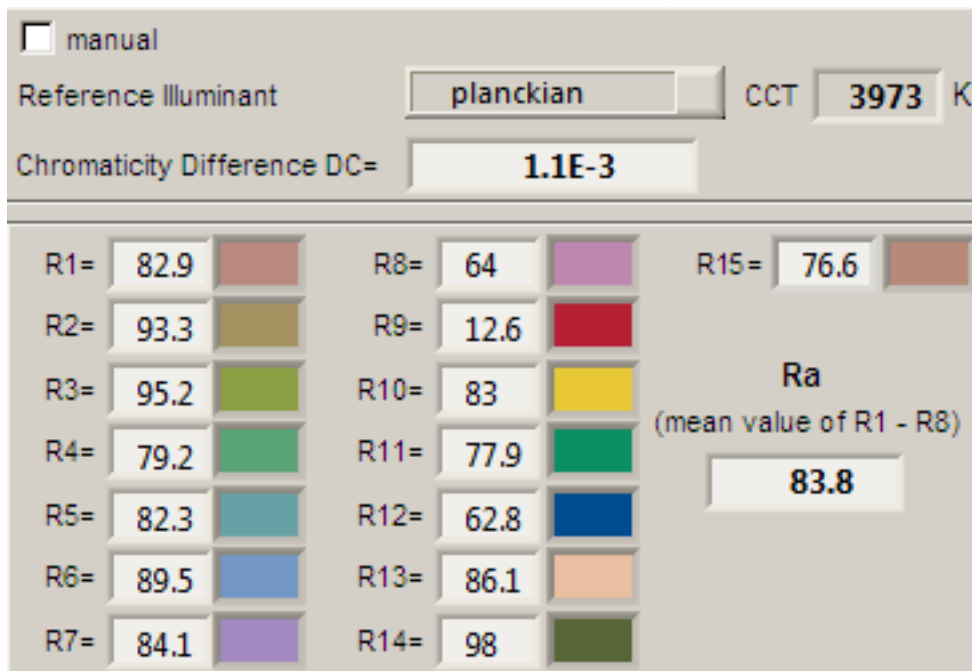 manual
Reference Illuminant planckian CCT 3973 K
Chromaticity Difference DC= 1.1E-3
R1= 82.9 R8= 64 R15= 76.6
R2= 93.3 R9= 12.6
R3= 95.2 R10= 83 Ra
R4= 79.2 R11= 77.9 (mean value of R1 - R8)
R5= 82.3 R12= 62.8 83.8
R6= 89.5 R13= 86.1
R7= 84.1 R14= 98